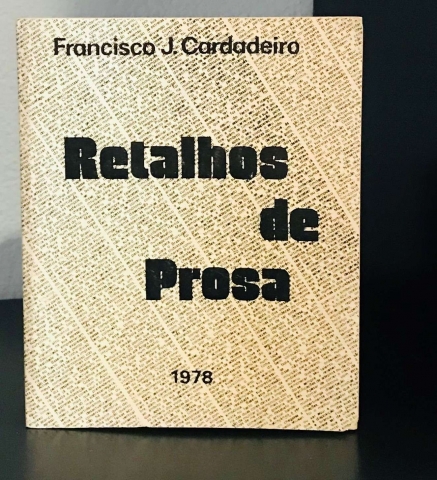 Francisco J. Cardadeiro
Retalhos
de
Prosa
1978